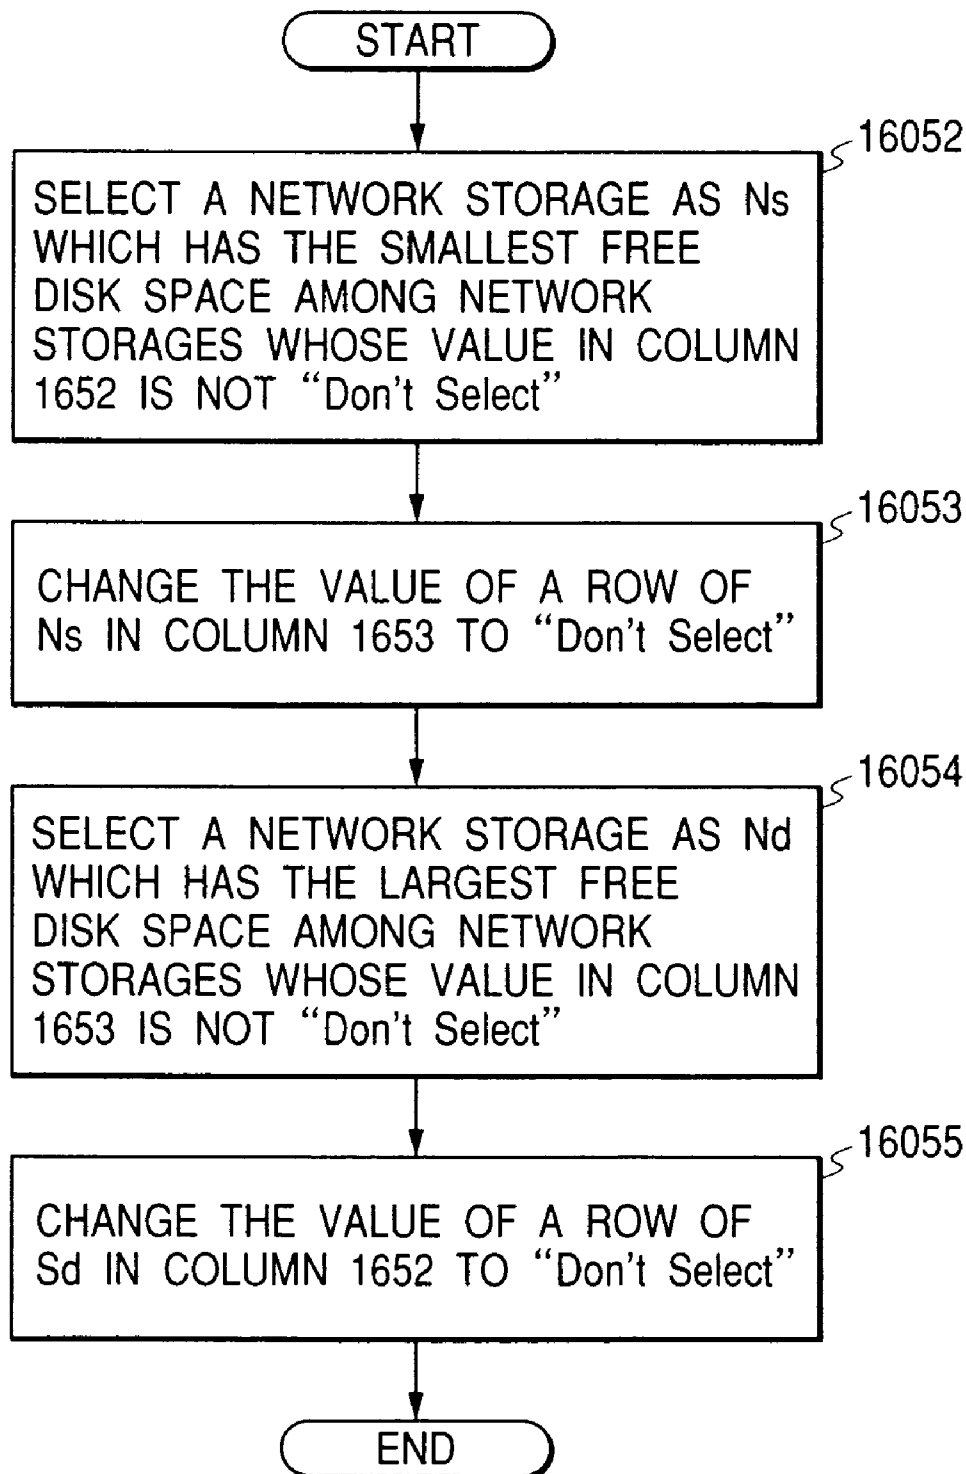 START
16052
SELECT A NETWORK STORAGE AS Ns
WHICH HAS THE SMALLEST FREE
DISK SPACE AMONG NETWORK
STORAGES WHOSE VALUE IN COLUMN
1652 IS NOT “Don't Select”
16053
CHANGE THE VALUE OF A ROW OF
Ns IN COLUMN 1653 TO “Don't Select”
16054
SELECT A NETWORK STORAGE AS Nd
WHICH HAS THE LARGEST FREE
DISK SPACE AMONG NETWORK
STORAGES WHOSE VALUE IN COLUMN
1653 IS NOT “Don't Select”
16055
CHANGE THE VALUE OF A ROW OF
Sd IN COLUMN 1652 TO “Don't Select”
END